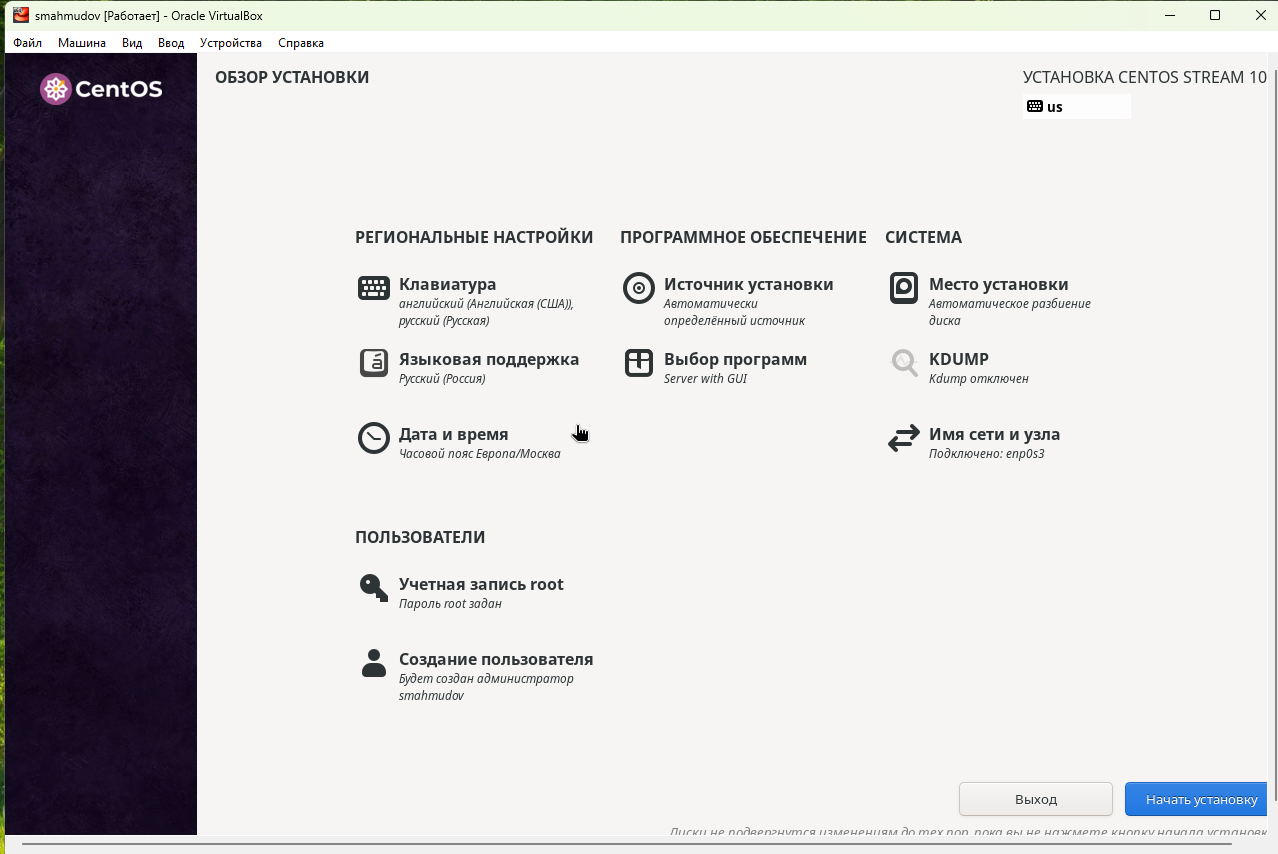 smahmudov [Работает] - Oracle VirtualBox
Файл Машина Вид Ввод Устройства Справка
CentOS
ОБЗОР УСТАНОВКИ
УСТАНОВКА CENTOS STREAM 10
us
РЕГИОНАЛЬНЫЕ НАСТРОЙКИ
Клавиатура
английский (Английская (США)),
русский (Русская)
Языковая поддержка
Русский (Россия)
Дата и время
Часовой пояс Европа/Москва
ПРОГРАММНОЕ ОБЕСПЕЧЕНИЕ
Источник установки
Автоматически
определённый источник
Выбор программ
Server with GUI
СИСТЕМА
Место установки
Автоматическое разбиение
диска
KDUMP
Kdump отключен
Имя сети и узла
Подключено: enp0s3
ПОЛЬЗОВАТЕЛИ
Учетная запись root
Пароль root задан
Создание пользователя
Будет создан администратор
smahmudov
Выход
Начать установку
Диски не подвергнутся изменениям до тех пор, пока вы не нажмете кнопку начала установк